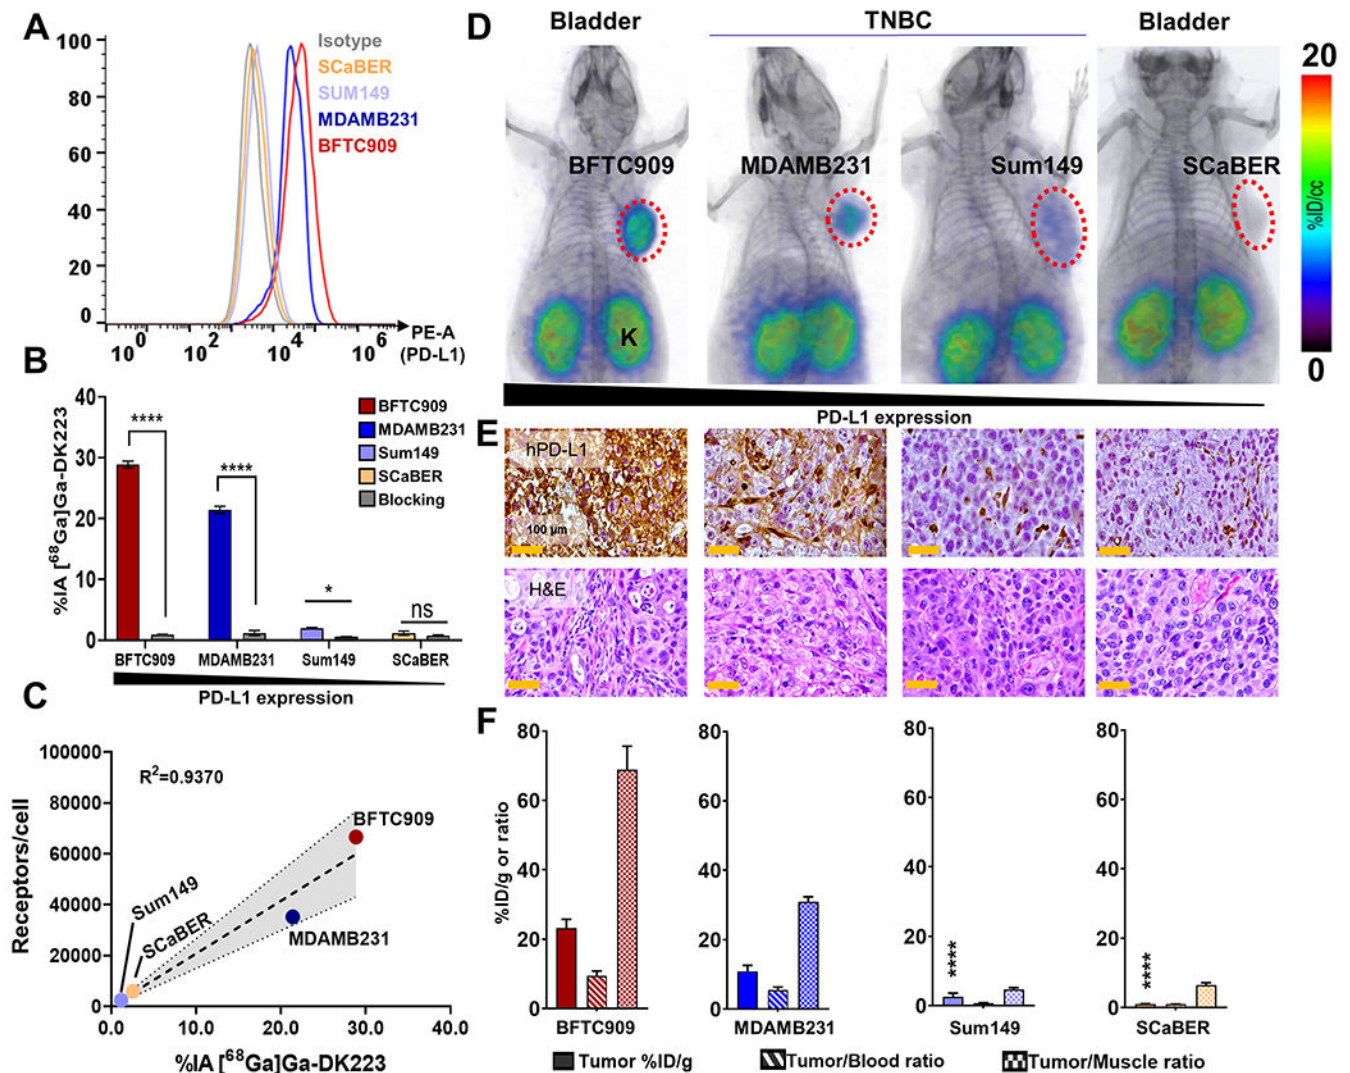 A
Isotype
SCaBER
SUM149
MDAMB231
BFTC909
100
80
60
40
20
0
10^0 10^2 10^4 10^6
PE-A
(PD-L1)
B
%IA [68Ga]Ga-DK223
40
30
20
10
0
****
****
*
ns
BFTC909
MDAMB231
Sum149
SCaBER
Blocking
BFTC909 MDAMB231 Sum149 SCaBER
PD-L1 expression
C
Receptors/cell
100000
80000
60000
40000
20000
0
R2=0.9370
BFTC909
Sum149
SCaBER
MDAMB231
0.0 10.0 20.0 30.0 40.0
%IA [68Ga]Ga-DK223
D
Bladder TNBC Bladder
BFTC909 MDAMB231 Sum149 SCaBER
K
20
%ID/cc
0
PD-L1 expression
E
hPD-L1
100 µm
H&E
F
%ID/g or ratio
80
60
40
20
0
BFTC909
80
60
40
20
0
MDAMB231
80
60
40
20
0
****
Sum149
80
60
40
20
0
****
SCaBER
Tumor %ID/g Tumor/Blood ratio Tumor/Muscle ratio